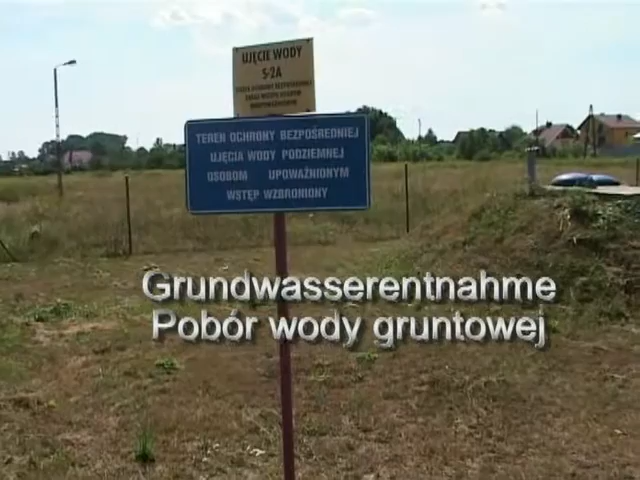 UJĘCIE WODY
S-2A
TEREN OCHRONY BEZPOŚREDNIEJ
UJĘCIA WODY PODZIEMNEJ
OSOBOM UPOWAŻNIONYM
WSTĘP WZBRONIONY
Grundwasserentnahme
Pobór wody gruntowej